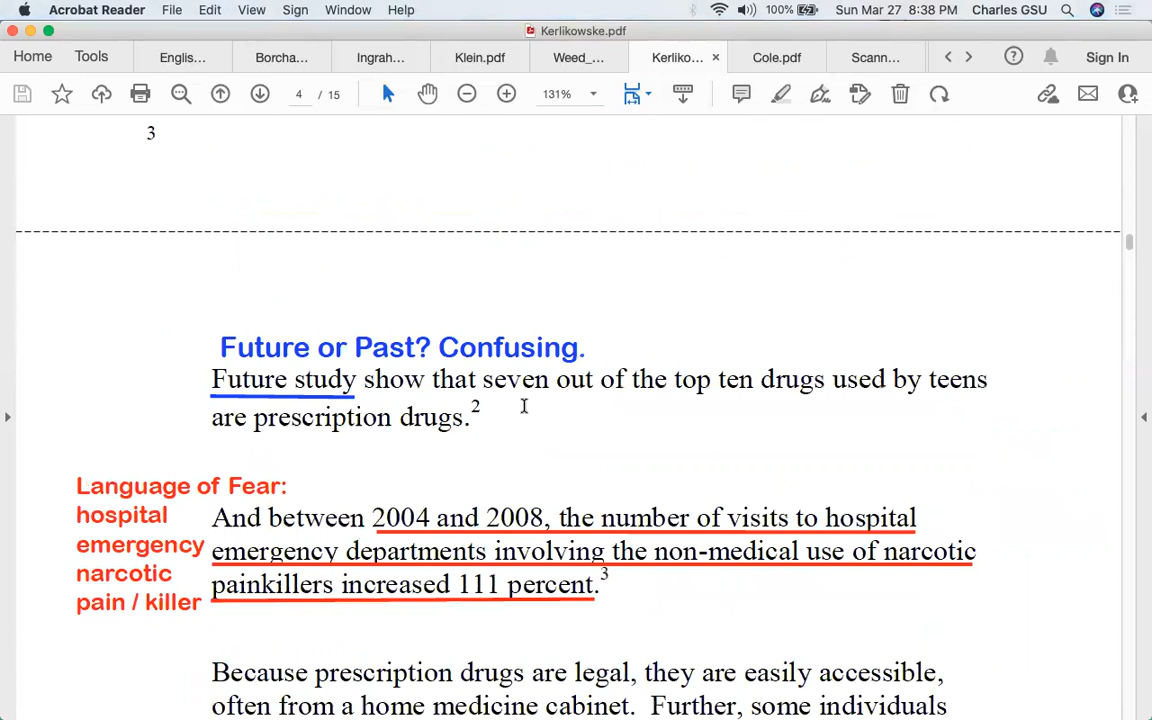 Acrobat Reader File Edit View Sign Window Help 100% Sun Mar 27 8:38 PM Charles GSU
Kerlikowske.pdf
Home Tools Englis... Borcha... Ingrah... Klein.pdf Weed_... Kerliko... × Cole.pdf Scann... Sign In
4 / 15 131%
3
Future or Past? Confusing.
Future study show that seven out of the top ten drugs used by teens
are prescription drugs.2
Language of Fear:
hospital
emergency
narcotic
pain / killer
And between 2004 and 2008, the number of visits to hospital
emergency departments involving the non-medical use of narcotic
painkillers increased 111 percent.3
Because prescription drugs are legal, they are easily accessible,
often from a home medicine cabinet. Further, some individuals